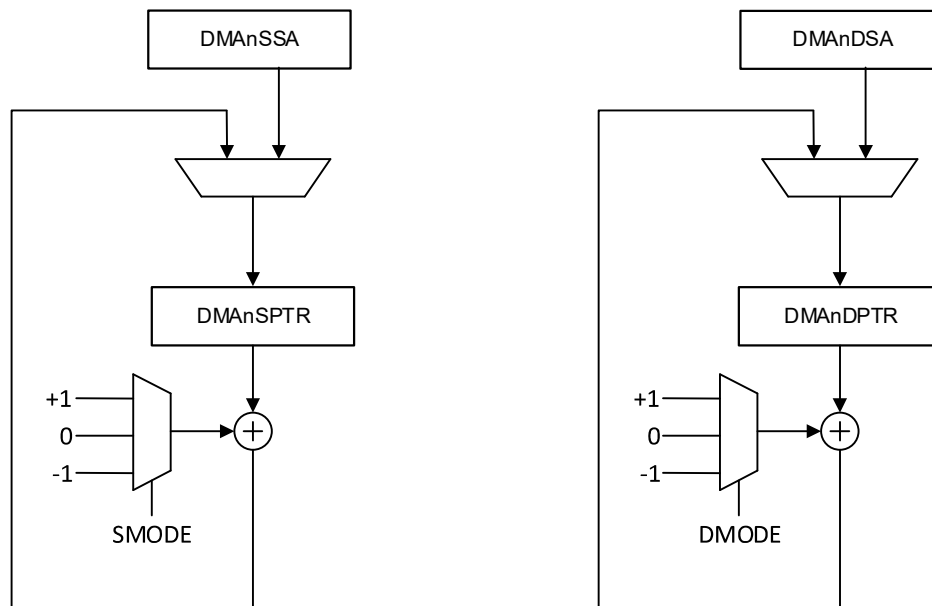 DMAnSSA
DMAnDSA
DMAnSPTR
DMAnDPTR
+1
0
-1
SMODE
+1
0
-1
DMODE